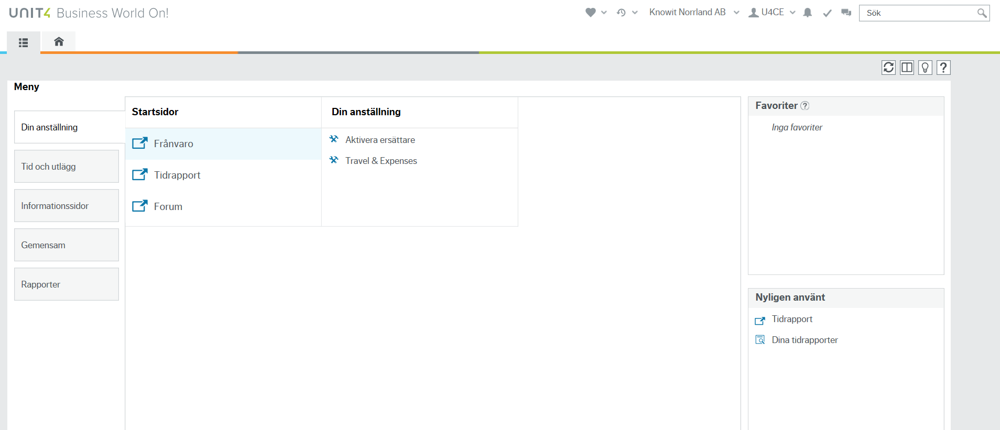 UNIT4 Business World On!
Knowit Norrland AB
U4CE
Sök
Meny
Din anställning
Tid och utlägg
Informationssidor
Gemensam
Rapporter
Startsidor
Frånvaro
Tidrapport
Forum
Din anställning
Aktivera ersättare
Travel & Expenses
Favoriter ?
Inga favoriter
Nyligen använt
Tidrapport
Dina tidrapporter